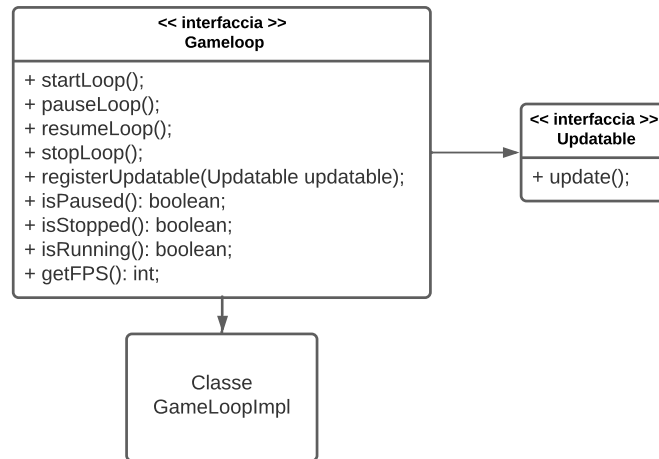 << interfaccia >>
Gameloop
+ startLoop();
+ pauseLoop();
+ resumeLoop();
+ stopLoop();
+ registerUpdatable(Updatable updatable);
+ isPaused(): boolean;
+ isStopped(): boolean;
+ isRunning(): boolean;
+ getFPS(): int;
<< interfaccia >>
Updatable
+ update();
Classe
GameLoopImpl